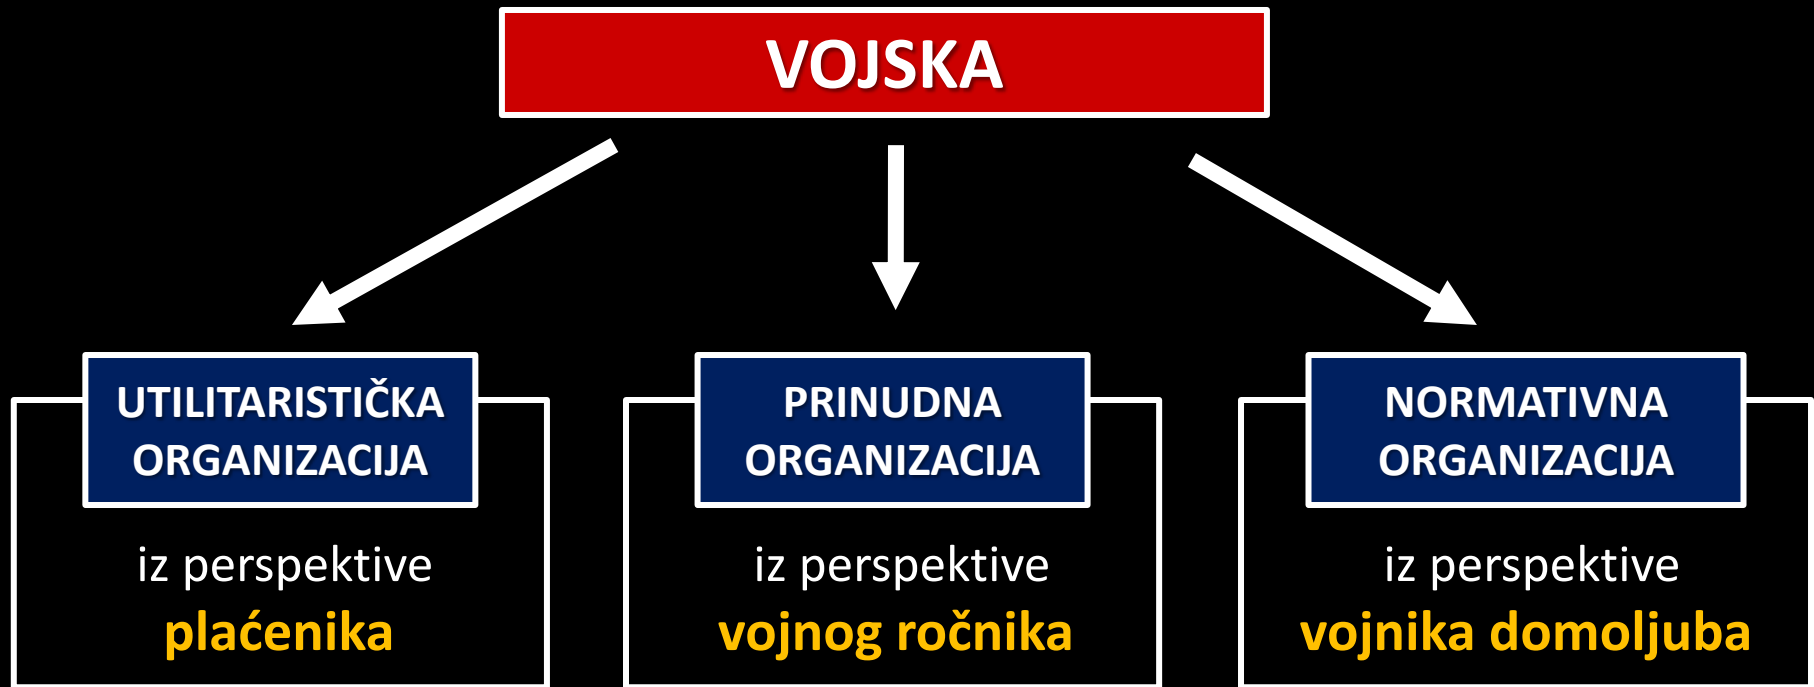 VOJSKA
UTILITARISTIČKA
ORGANIZACIJA
iz perspektive
plaćenika
PRINUDNA
ORGANIZACIJA
iz perspektive
vojnog ročnika
NORMATIVNA
ORGANIZACIJA
iz perspektive
vojnika domoljuba